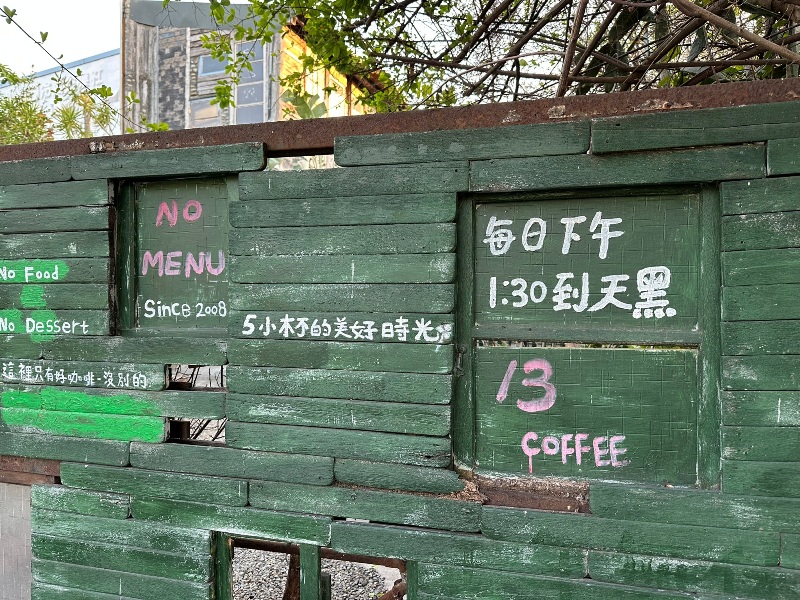 NO
MENU
Since 2008
No Food
No Dessert
這裡只有好咖啡、沒別的
5小杯的美好時光
每日下午
1:30到天黑
13
COFFEE